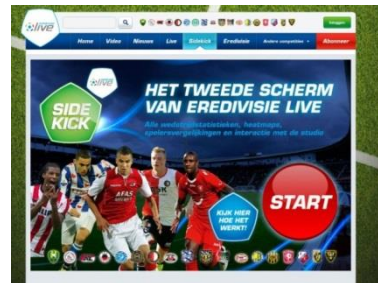 live
Inloggen
Home Video Nieuws Live Sidekick Eredivisie Andere competities Abonneer
live
SIDE
KICK
HET TWEEDE SCHERM
VAN EREDIVISIE LIVE
Alle wedstrijdstatistieken, heatmaps,
spelersvergelijkingen en interactie met de studio
AFAS
KIJK HIER
HOE HET
WERKT!
START